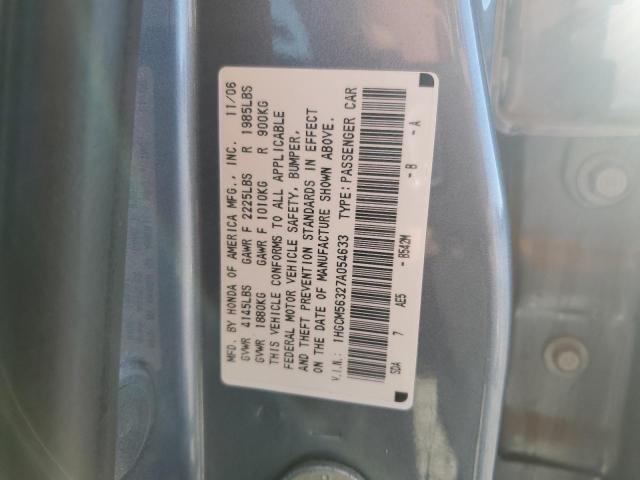 MFD. BY HONDA OF AMERICA MFG., INC. 11/06
GVWR 4145LBS GAWR F 2225LBS R 1985LBS
GVWR 1880KG GAWR F 1010KG R 900KG
THIS VEHICLE CONFORMS TO ALL APPLICABLE
FEDERAL MOTOR VEHICLE SAFETY, BUMPER,
AND THEFT PREVENTION STANDARDS IN EFFECT
ON THE DATE OF MANUFACTURE SHOWN ABOVE.
V.I.N.: 1HGCM56327A054633 TYPE: PASSENGER CAR
SDA 7 AE5 - B542M - B - A